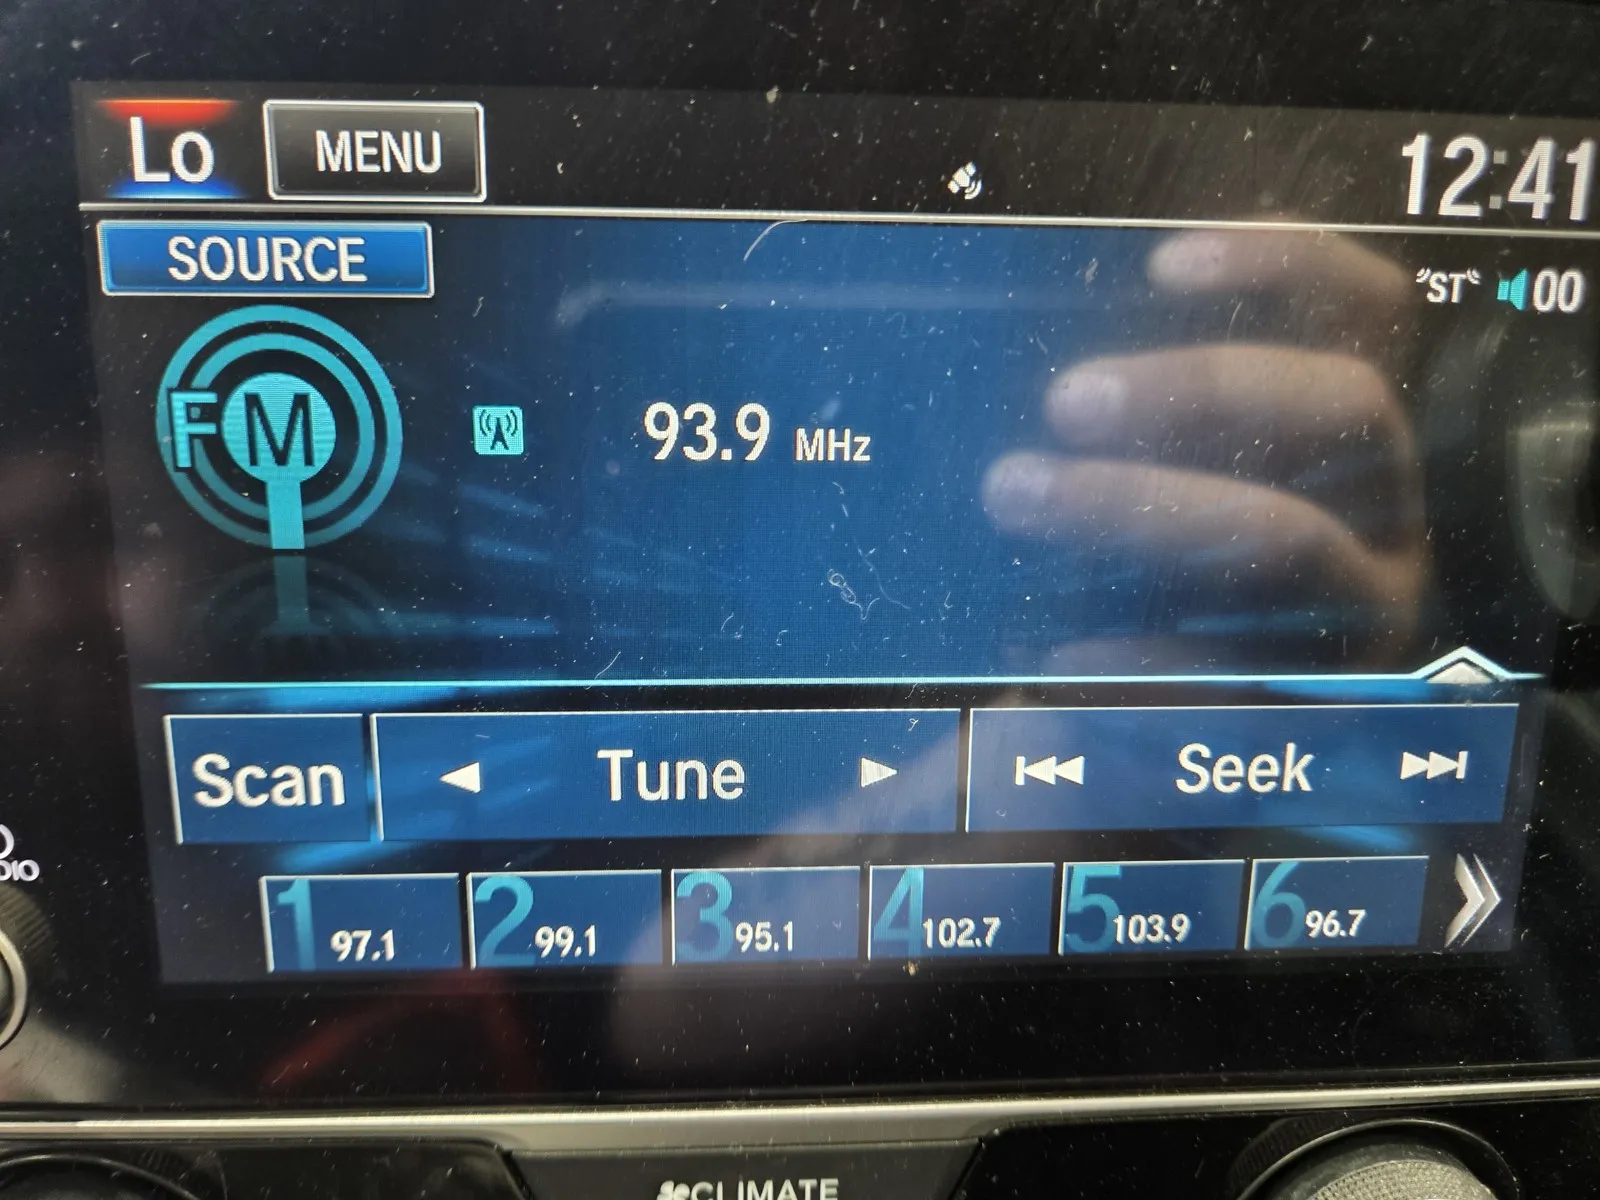 Lo
MENU
12:41
SOURCE
"ST" 00
FM
93.9 MHz
Scan
Tune
Seek
1 97.1
2 99.1
3 95.1
4 102.7
5 103.9
6 96.7
CLIMATE